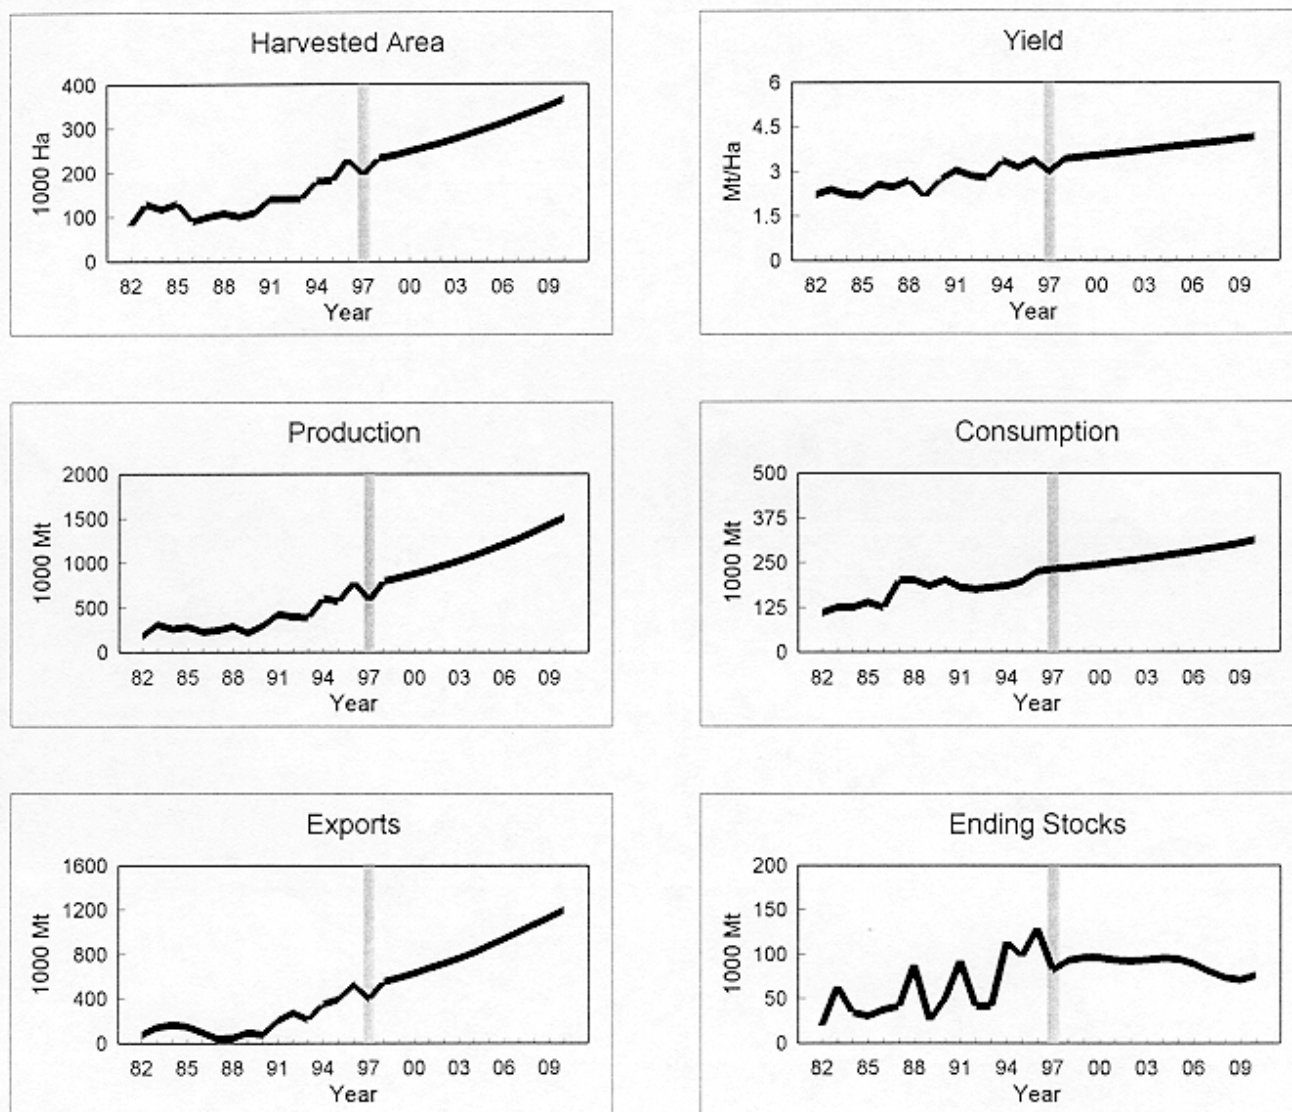 Harvested Area
1000 Ha
400
300
200
100
0
82 85 88 91 94 97 00 03 06 09
Year
Yield
Mt/Ha
6
4.5
3
1.5
0
82 85 88 91 94 97 00 03 06 09
Year
Production
1000 Mt
2000
1500
1000
500
0
82 85 88 91 94 97 00 03 06 09
Year
Consumption
1000 Mt
500
375
250
125
0
82 85 88 91 94 97 00 03 06 09
Year
Exports
1000 Mt
1600
1200
800
400
0
82 85 88 91 94 97 00 03 06 09
Year
Ending Stocks
1000 Mt
200
150
100
50
0
82 85 88 91 94 97 00 03 06 09
Year